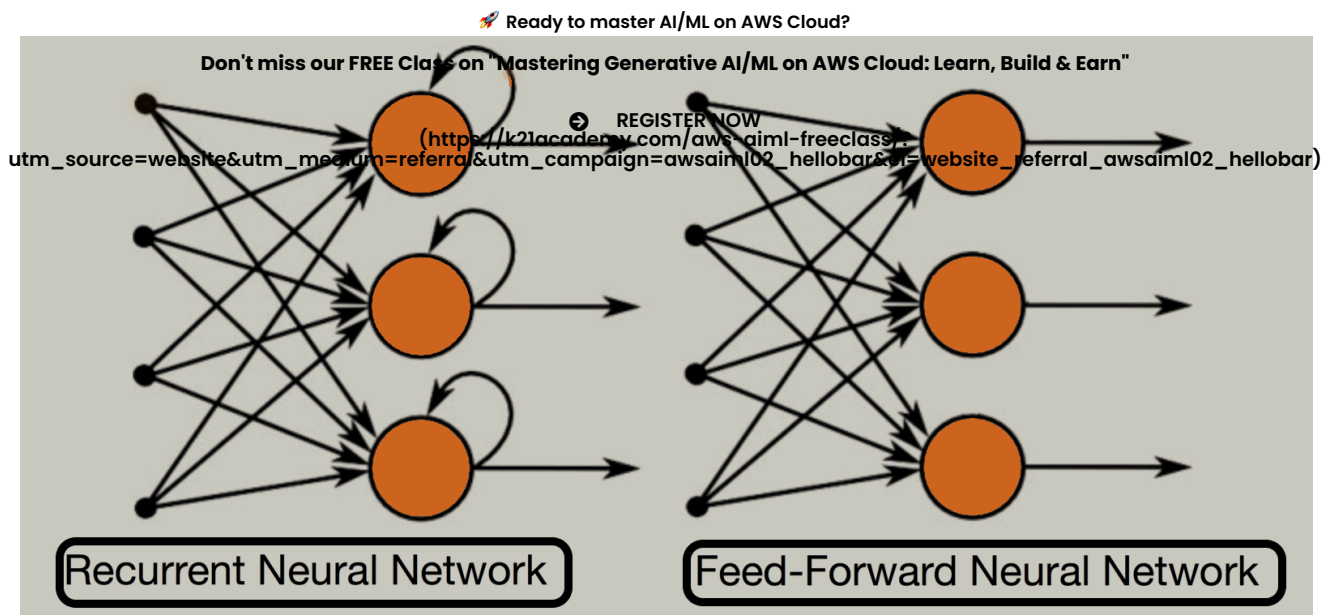 🚀 Ready to master AI/ML on AWS Cloud?
Don't miss our FREE Class on "Mastering Generative AI/ML on AWS Cloud: Learn, Build & Earn"
REGISTER NOW
(https://k21academy.com/aws-aiml-freeclass/?
utm_source=website&utm_medium=referral&utm_campaign=awsaiml02_hellobar&el=website_referral_awsaiml02_hellobar)
Recurrent Neural Network
Feed-Forward Neural Network